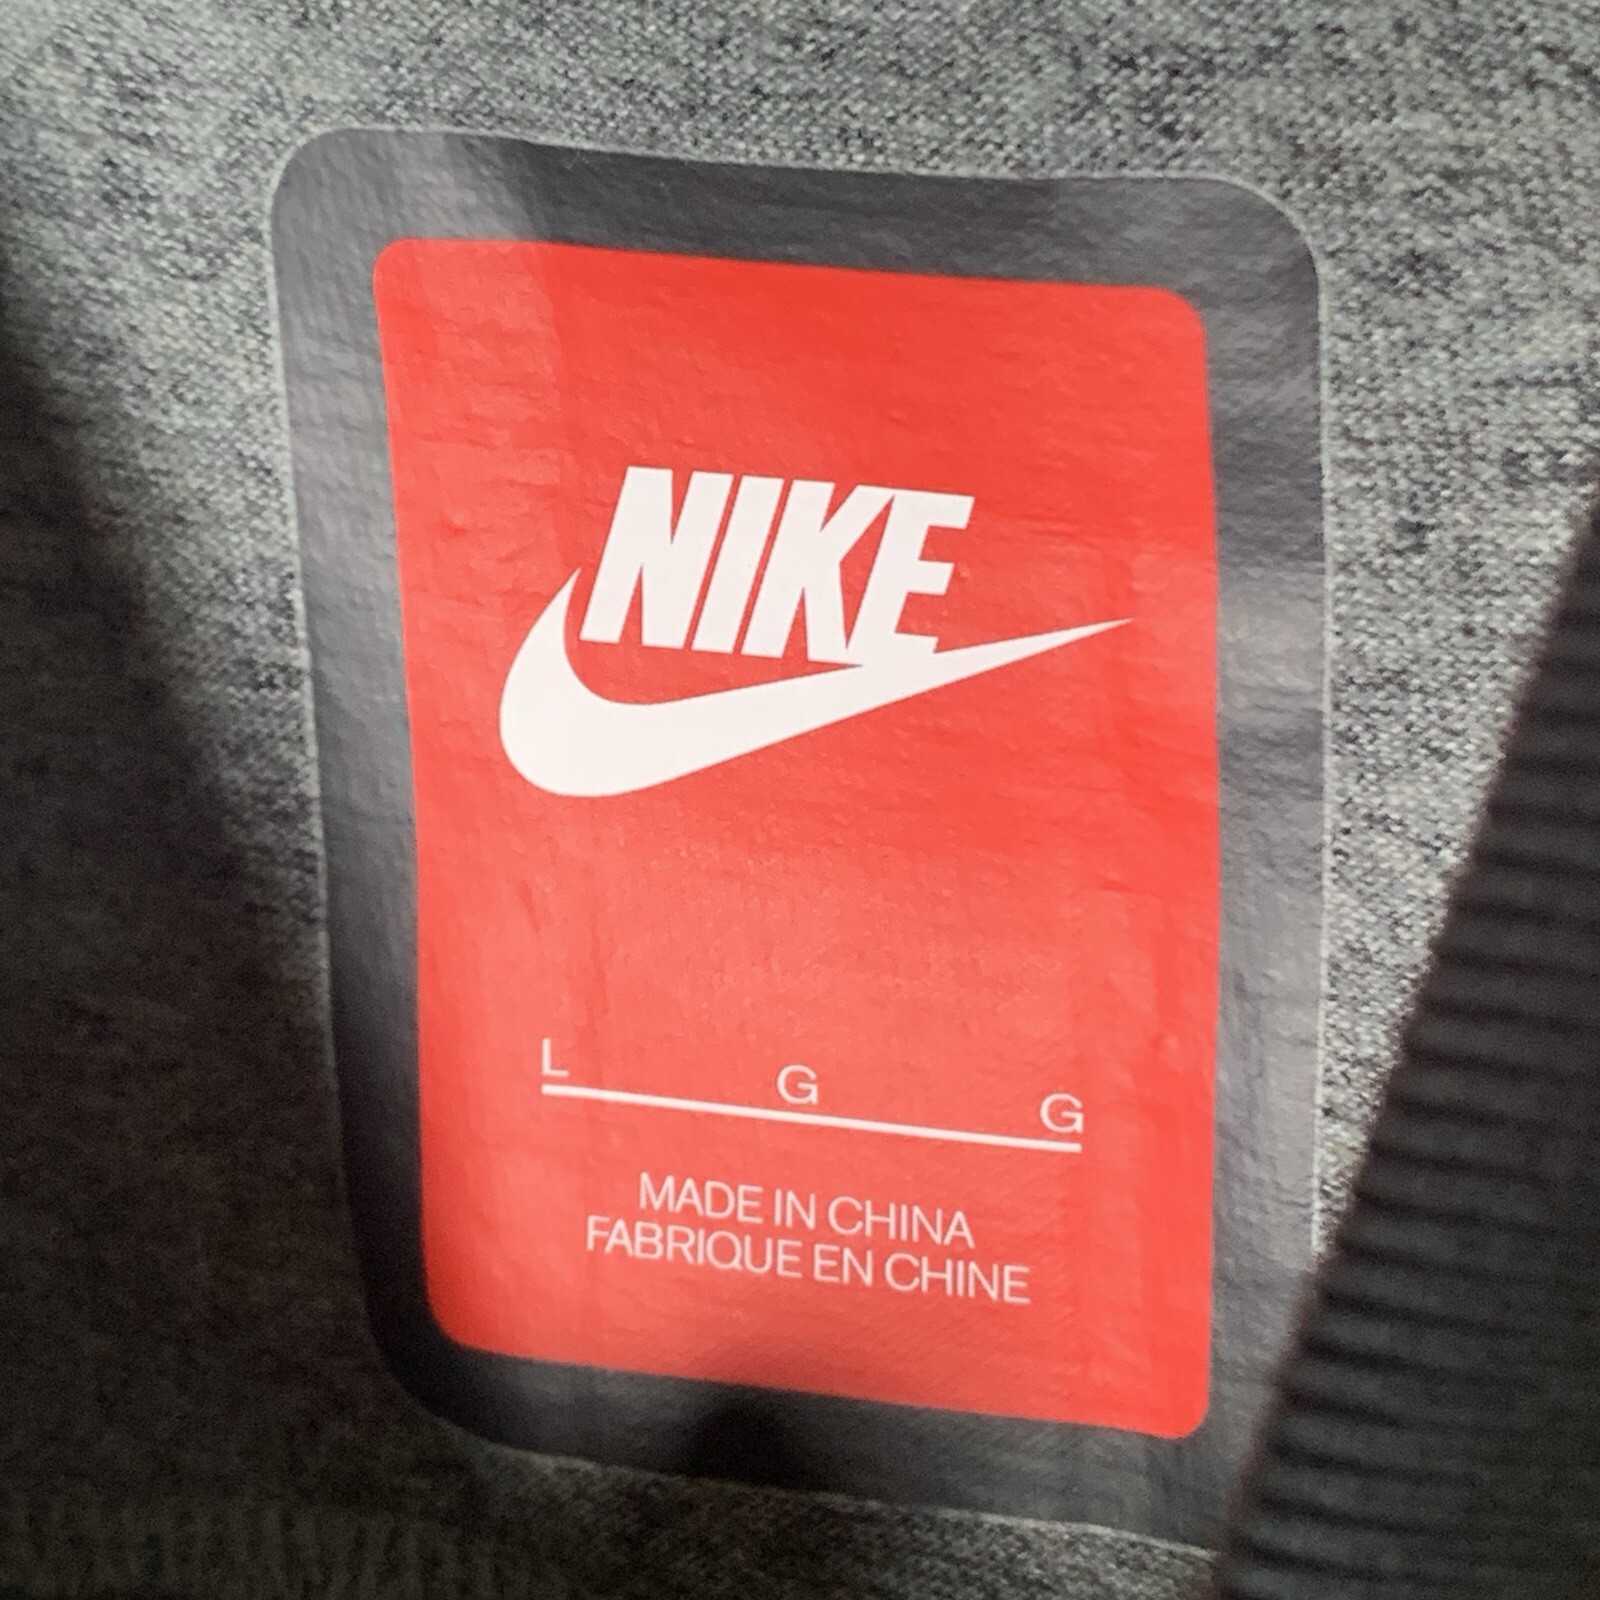 NIKE
L G G
MADE IN CHINA
FABRIQUE EN CHINE